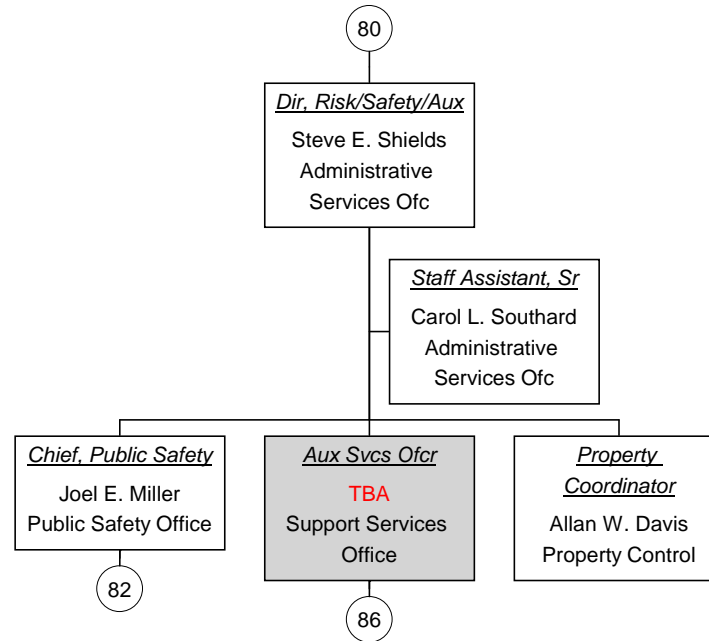 80
Dir, Risk/Safety/Aux
Steve E. Shields
Administrative
Services Ofc
Staff Assistant, Sr
Carol L. Southard
Administrative
Services Ofc
Chief, Public Safety
Joel E. Miller
Public Safety Office
82
Aux Svcs Ofcr
TBA
Support Services
Office
86
Property
Coordinator
Allan W. Davis
Property Control